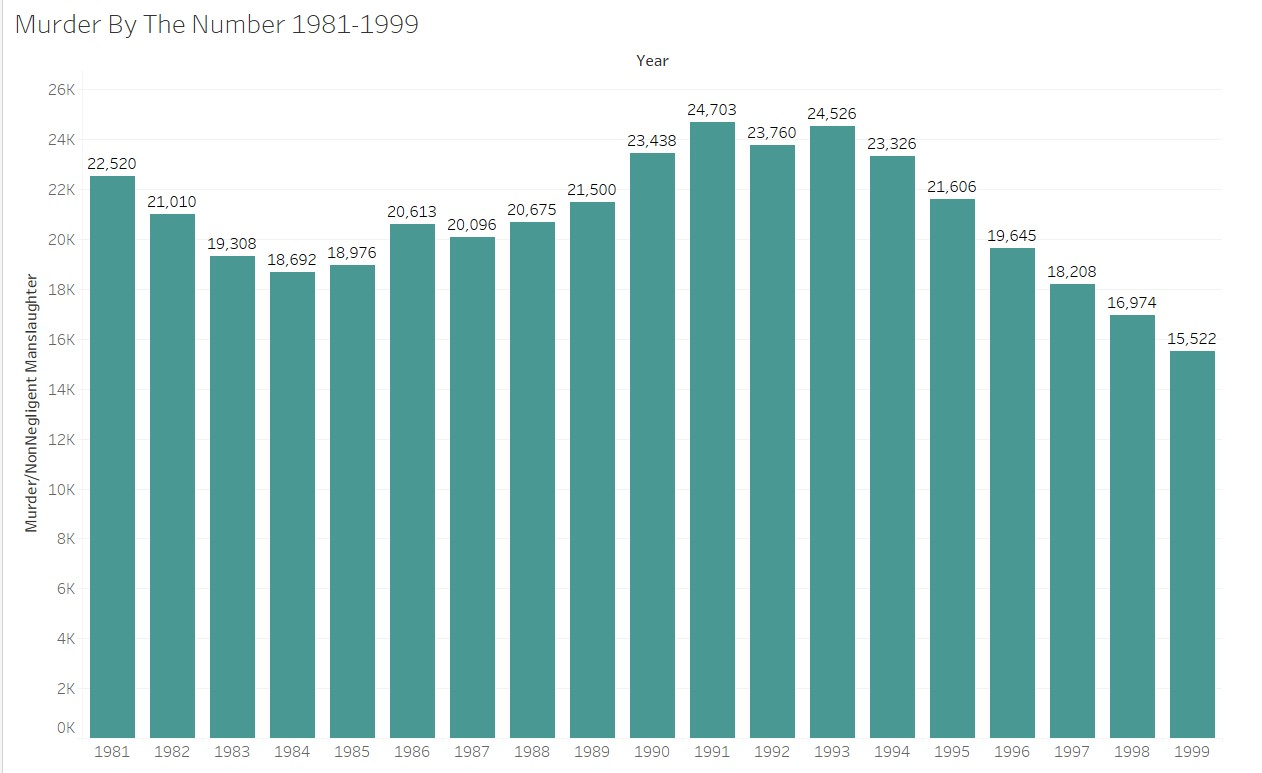 Murder By The Number 1981-1999
Year
Murder/NonNegligent Manslaughter
26K
24K
22K
20K
18K
16K
14K
12K
10K
8K
6K
4K
2K
0K
22,520
21,010
19,308
18,692
18,976
20,613
20,096
20,675
21,500
23,438
24,703
23,760
24,526
23,326
21,606
19,645
18,208
16,974
15,522
1981 1982 1983 1984 1985 1986 1987 1988 1989 1990 1991 1992 1993 1994 1995 1996 1997 1998 1999